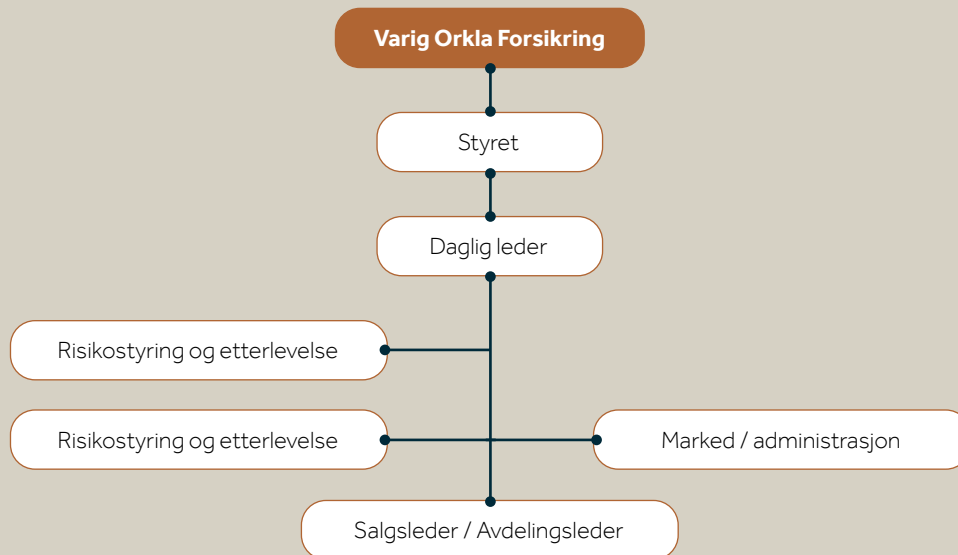 Varig Orkla Forsikring
Styret
Daglig leder
Risikostyring og etterlevelse
Risikostyring og etterlevelse
Marked / administrasjon
Salgsleder / Avdelingsleder